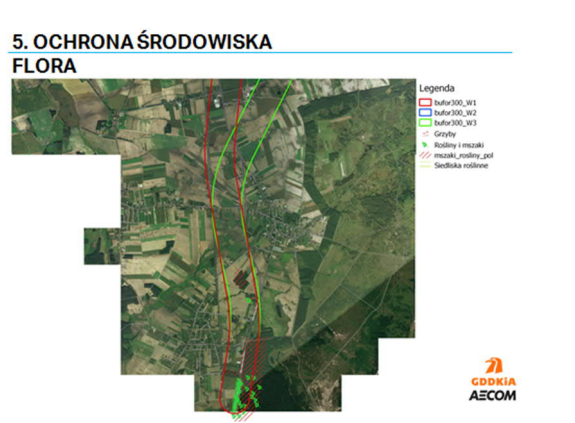 5. OCHRONA ŚRODOWISKA
FLORA
Legenda
bufor300_W1
bufor300_W2
bufor300_W3
Grzyby
Rośliny i mszaki
mszaki_rosliny_pol
Siedliska roślinne
GDDKiA
AECOM